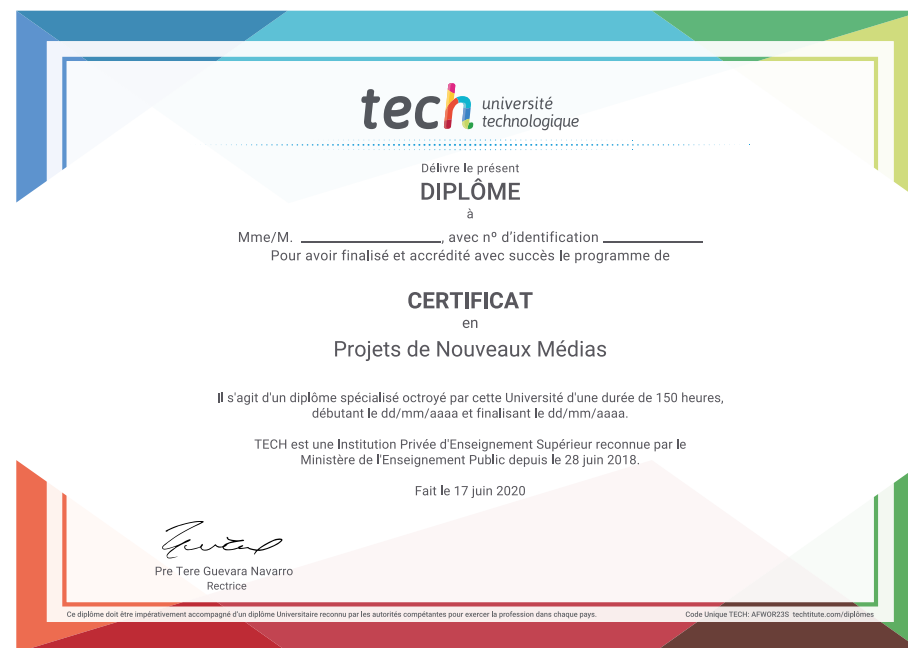 tech université
technologique
Délivre le présent
DIPLÔME
à
Mme/M. ____________________, avec nº d'identification ______________
Pour avoir finalisé et accrédité avec succès le programme de
CERTIFICAT
en
Projets de Nouveaux Médias
Il s'agit d'un diplôme spécialisé octroyé par cette Université d'une durée de 150 heures,
débutant le dd/mm/aaaa et finalisant le dd/mm/aaaa.
TECH est une Institution Privée d'Enseignement Supérieur reconnue par le
Ministère de l'Enseignement Public depuis le 28 juin 2018.
Fait le 17 juin 2020
Pre Tere Guevara Navarro
Rectrice
Ce diplôme doit être impérativement accompagné d'un diplôme Universitaire reconnu par les autorités compétentes pour exercer la profession dans chaque pays.
Code Unique TECH: AFWOR23S techtitute.com/diplômes